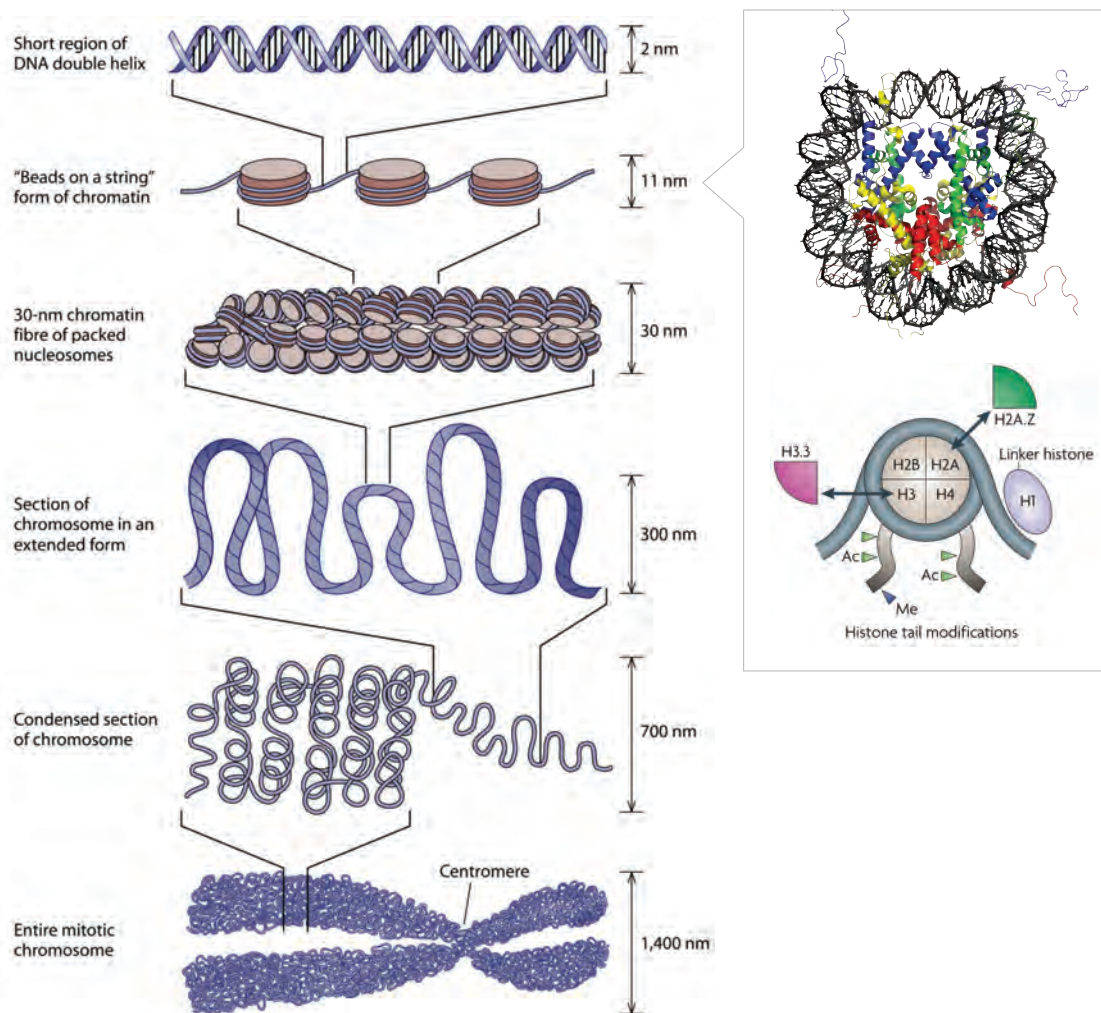 Short region of
DNA double helix
2 nm
"Beads on a string"
form of chromatin
11 nm
30-nm chromatin
fibre of packed
nucleosomes
30 nm
Section of
chromosome in an
extended form
300 nm
Condensed section
of chromosome
700 nm
Centromere
Entire mitotic
chromosome
1,400 nm
H2A.Z
H3.3
Linker histone
H2B
H2A
H3
H4
H1
Ac
Ac
Me
Histone tail modifications